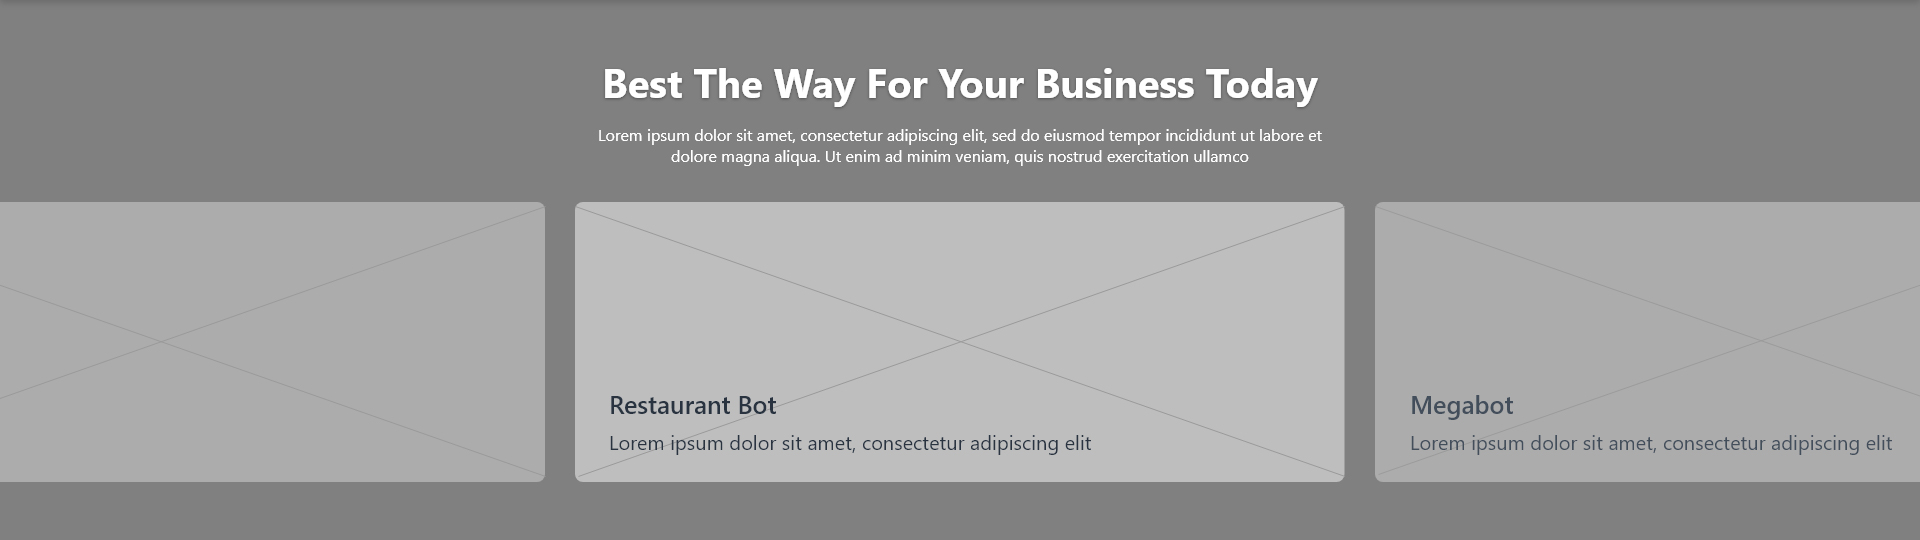 Best The Way For Your Business Today
Lorem ipsum dolor sit amet, consectetur adipiscing elit, sed do eiusmod tempor incididunt ut labore et
dolore magna aliqua. Ut enim ad minim veniam, quis nostrud exercitation ullamco
Restaurant Bot
Lorem ipsum dolor sit amet, consectetur adipiscing elit
Megabot
Lorem ipsum dolor sit amet, consectetur adipiscing elit